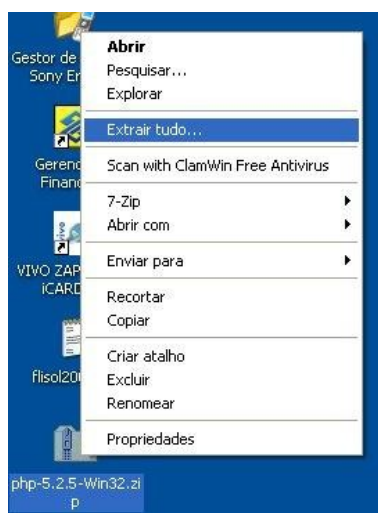 Gestor de
Sony Er
Gerenc
Financ
vivo
VIVO ZAP
iCARD
flisol20
php-5.2.5-Win32.zi
p
Abrir
Pesquisar...
Explorar
Extrair tudo...
Scan with ClamWin Free Antivirus
7-Zip
Abrir com
Enviar para
Recortar
Copiar
Criar atalho
Excluir
Renomear
Propriedades